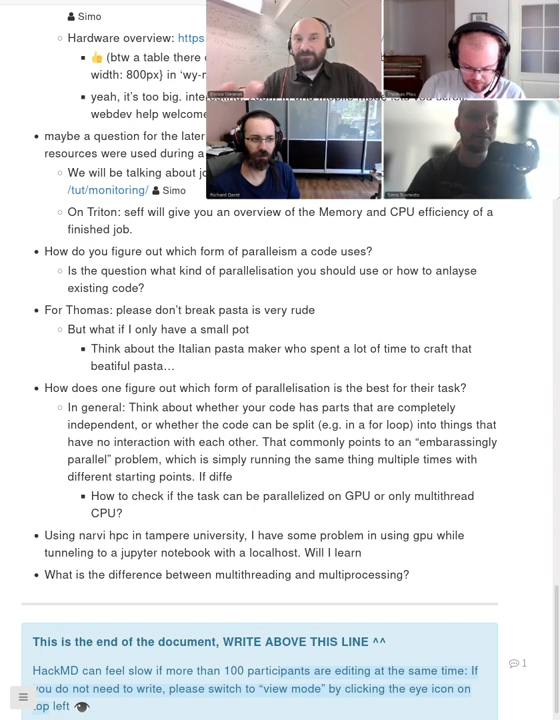 Simo
Hardware overview: https
(btw a table there
width: 800px} in ‘wy-n
yeah, it’s too big.
webdev help welcome
maybe a question for the later
resources were used during a
We will be talking about
/tut/monitoring/ Simo
On Triton: seff will give you an overview of the Memory and CPU efficiency of a
finished job.
How do you figure out which form of paralleism a code uses?
Is the question what kind of parallelisation you should use or how to anlayse
existing code?
For Thomas: please don’t break pasta is very rude
But what if I only have a small pot
Think about the Italian pasta maker who spent a lot of time to craft that
beatiful pasta…
How does one figure out which form of parallelisation is the best for their task?
In general: Think about whether your code has parts that are completely
independent, or whether the code can be split (e.g. in a for loop) into things that
have no interaction with each other. That commonly points to an “embarassingly
parallel” problem, which is simply running the same thing multiple times with
different starting points. If diffe
How to check if the task can be parallelized on GPU or only multithread
CPU?
Using narvi hpc in tampere university, I have some problem in using gpu while
tunneling to a jupyter notebook with a localhost. Will I learn
What is the difference between multithreading and multiprocessing?
This is the end of the document, WRITE ABOVE THIS LINE ^^
HackMD can feel slow if more than 100 participants are editing at the same time: If
you do not need to write, please switch to “view mode” by clicking the eye icon on
top left
1
Richard Darst